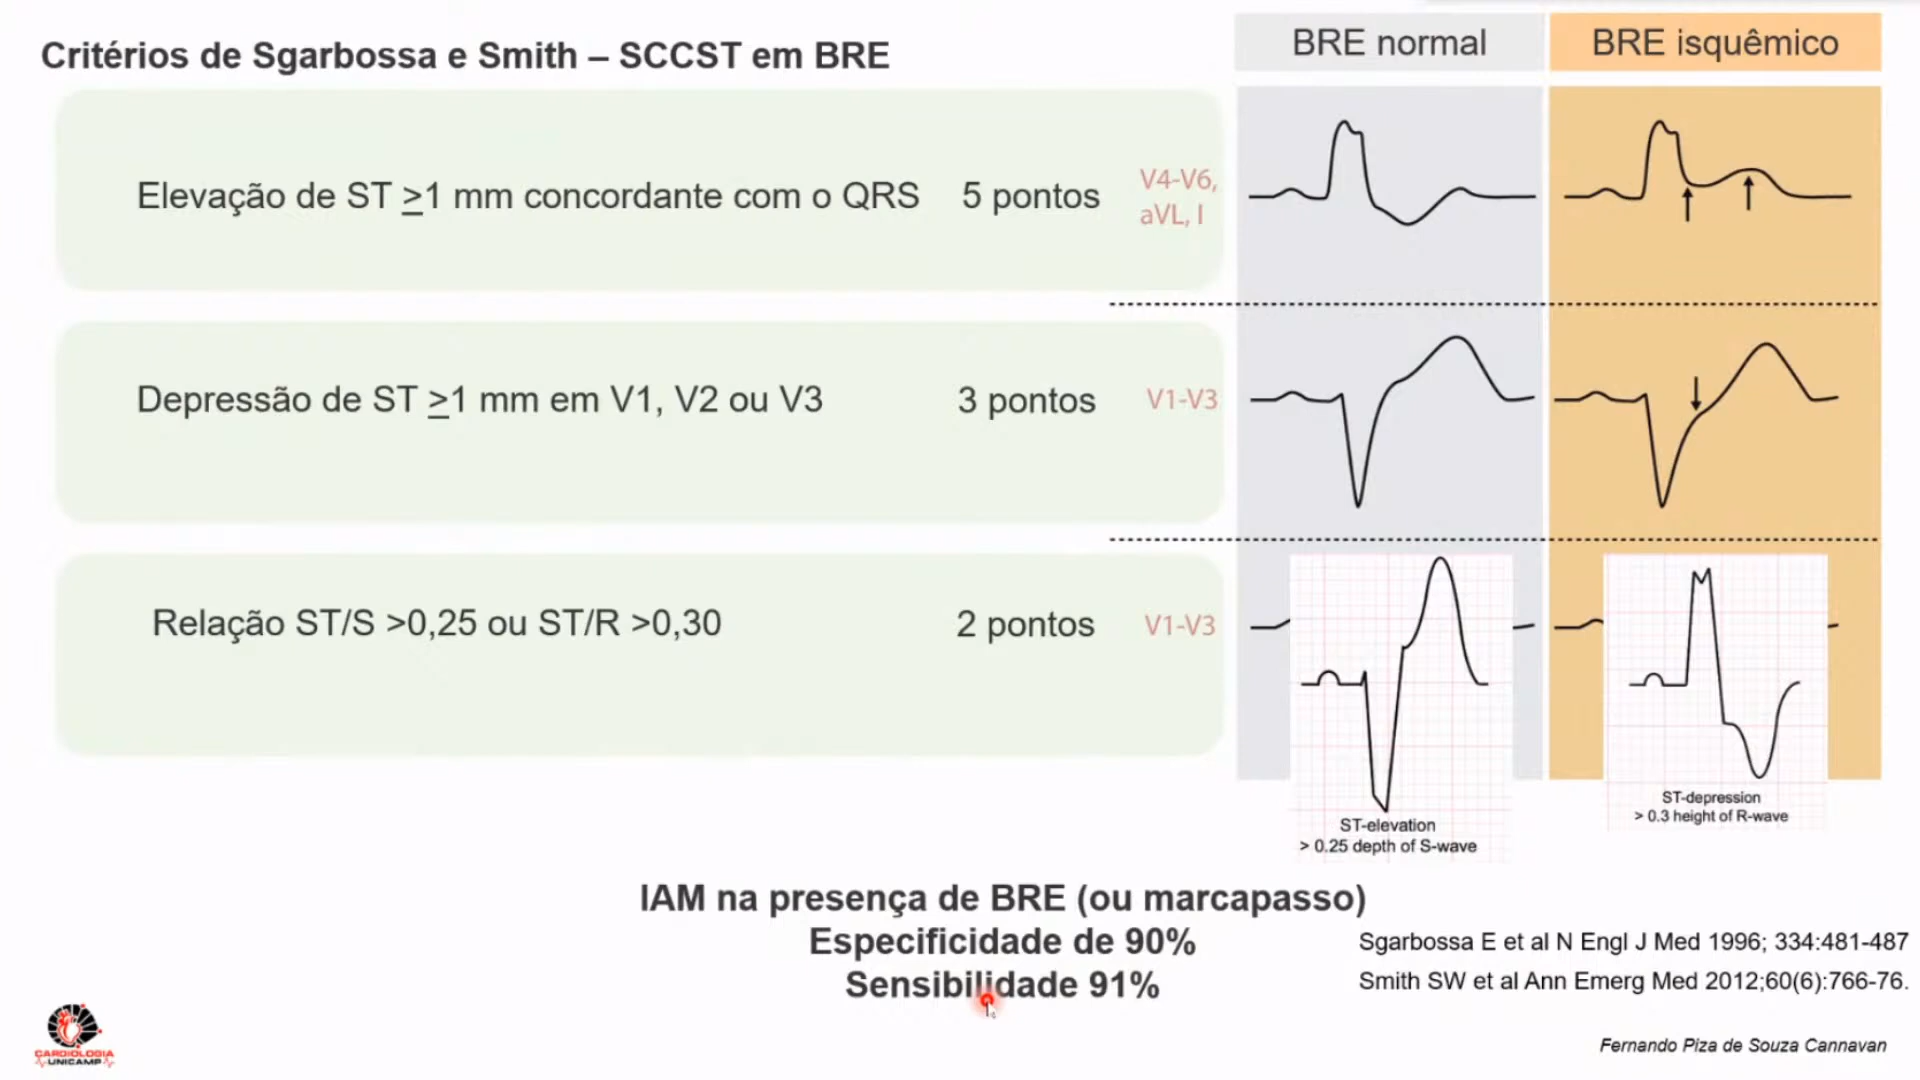 Critérios de Sgarbossa e Smith – SCCST em BRE
BRE normal
BRE isquêmico
Elevação de ST ≥1 mm concordante com o QRS
5 pontos
V4-V6,
aVL, I
Depressão de ST ≥1 mm em V1, V2 ou V3
3 pontos
V1-V3
Relação ST/S >0,25 ou ST/R >0,30
2 pontos
V1-V3
ST-elevation
> 0.25 depth of S-wave
ST-depression
> 0.3 height of R-wave
IAM na presença de BRE (ou marcapasso)
Especificidade de 90%
Sensibilidade 91%
Sgarbossa E et al N Engl J Med 1996; 334:481-487
Smith SW et al Ann Emerg Med 2012;60(6):766-76.
CARDIOLOGIA
UNICAMP
Fernando Piza de Souza Cannavan